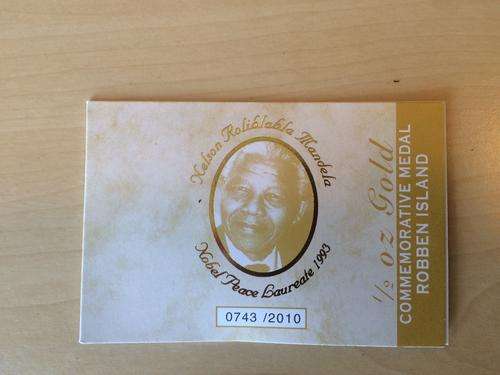 Nelson Rolihlahla Mandela
Nobel Peace Laureate 1993
0743 /2010
1/2 oz Gold
COMMEMORATIVE MEDAL
ROBBEN ISLAND